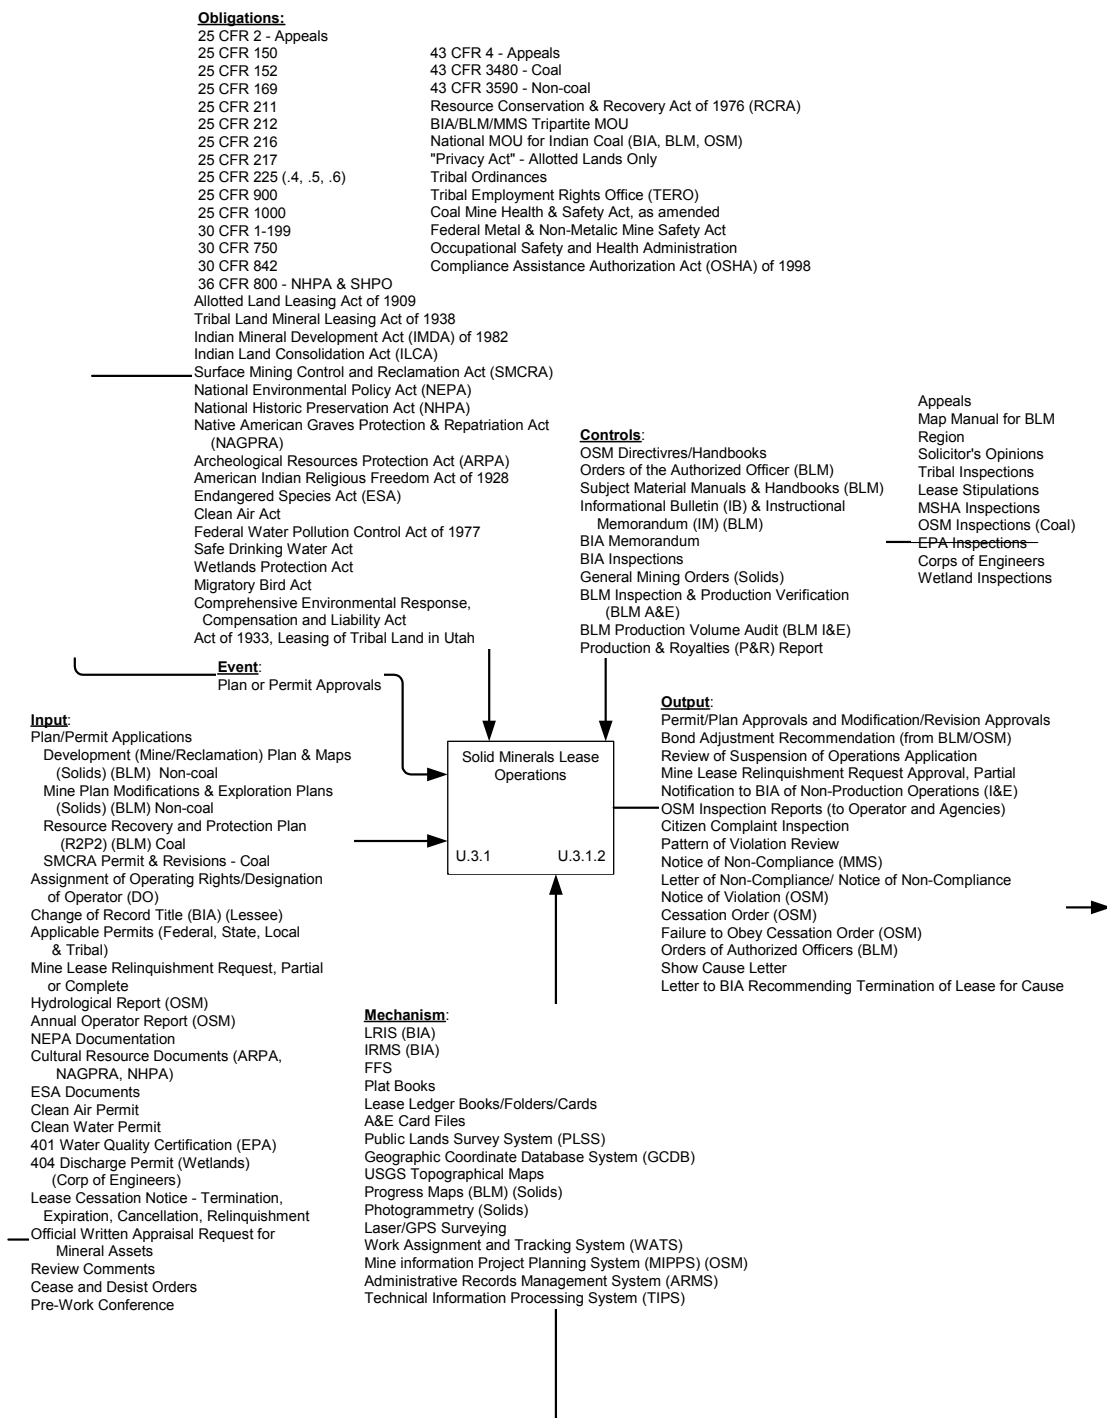 Obligations:
25 CFR 2 - Appeals
25 CFR 150
25 CFR 152
25 CFR 169
25 CFR 211
25 CFR 212
25 CFR 216
25 CFR 217
25 CFR 225 (.4, .5, .6)
25 CFR 900
25 CFR 1000
30 CFR 1-199
30 CFR 750
30 CFR 842
36 CFR 800 - NHPA & SHPO
43 CFR 4 - Appeals
43 CFR 3480 - Coal
43 CFR 3590 - Non-coal
Resource Conservation & Recovery Act of 1976 (RCRA)
BIA/BLM/MMS Tripartite MOU
National MOU for Indian Coal (BIA, BLM, OSM)
"Privacy Act" - Allotted Lands Only
Tribal Ordinances
Tribal Employment Rights Office (TERO)
Coal Mine Health & Safety Act, as amended
Federal Metal & Non-Metalic Mine Safety Act
Occupational Safety and Health Administration
Compliance Assistance Authorization Act (OSHA) of 1998
Allotted Land Leasing Act of 1909
Tribal Land Mineral Leasing Act of 1938
Indian Mineral Development Act (IMDA) of 1982
Indian Land Consolidation Act (ILCA)
Surface Mining Control and Reclamation Act (SMCRA)
National Environmental Policy Act (NEPA)
National Historic Preservation Act (NHPA)
Native American Graves Protection & Repatriation Act
(NAGPRA)
Archeological Resources Protection Act (ARPA)
American Indian Religious Freedom Act of 1928
Endangered Species Act (ESA)
Clean Air Act
Federal Water Pollution Control Act of 1977
Safe Drinking Water Act
Wetlands Protection Act
Migratory Bird Act
Comprehensive Environmental Response,
Compensation and Liability Act
Act of 1933, Leasing of Tribal Land in Utah
Controls:
OSM Directivres/Handbooks
Orders of the Authorized Officer (BLM)
Subject Material Manuals & Handbooks (BLM)
Informational Bulletin (IB) & Instructional
Memorandum (IM) (BLM)
BIA Memorandum
BIA Inspections
General Mining Orders (Solids)
BLM Inspection & Production Verification
(BLM A&E)
BLM Production Volume Audit (BLM I&E)
Production & Royalties (P&R) Report
Appeals
Map Manual for BLM
Region
Solicitor's Opinions
Tribal Inspections
Lease Stipulations
MSHA Inspections
OSM Inspections (Coal)
EPA Inspections
Corps of Engineers
Wetland Inspections
Event:
Plan or Permit Approvals
Input:
Plan/Permit Applications
Development (Mine/Reclamation) Plan & Maps
(Solids) (BLM) Non-coal
Mine Plan Modifications & Exploration Plans
(Solids) (BLM) Non-coal
Resource Recovery and Protection Plan
(R2P2) (BLM) Coal
SMCRA Permit & Revisions - Coal
Assignment of Operating Rights/Designation
of Operator (DO)
Change of Record Title (BIA) (Lessee)
Applicable Permits (Federal, State, Local
& Tribal)
Mine Lease Relinquishment Request, Partial
or Complete
Hydrological Report (OSM)
Annual Operator Report (OSM)
NEPA Documentation
Cultural Resource Documents (ARPA,
NAGPRA, NHPA)
ESA Documents
Clean Air Permit
Clean Water Permit
401 Water Quality Certification (EPA)
404 Discharge Permit (Wetlands)
(Corp of Engineers)
Lease Cessation Notice - Termination,
Expiration, Cancellation, Relinquishment
Official Written Appraisal Request for
Mineral Assets
Review Comments
Cease and Desist Orders
Pre-Work Conference
Solid Minerals Lease
Operations
U.3.1
U.3.1.2
Output:
Permit/Plan Approvals and Modification/Revision Approvals
Bond Adjustment Recommendation (from BLM/OSM)
Review of Suspension of Operations Application
Mine Lease Relinquishment Request Approval, Partial
Notification to BIA of Non-Production Operations (I&E)
OSM Inspection Reports (to Operator and Agencies)
Citizen Complaint Inspection
Pattern of Violation Review
Notice of Non-Compliance (MMS)
Letter of Non-Compliance/ Notice of Non-Compliance
Notice of Violation (OSM)
Cessation Order (OSM)
Failure to Obey Cessation Order (OSM)
Orders of Authorized Officers (BLM)
Show Cause Letter
Letter to BIA Recommending Termination of Lease for Cause
Mechanism:
LRIS (BIA)
IRMS (BIA)
FFS
Plat Books
Lease Ledger Books/Folders/Cards
A&E Card Files
Public Lands Survey System (PLSS)
Geographic Coordinate Database System (GCDB)
USGS Topographical Maps
Progress Maps (BLM) (Solids)
Photogrammetry (Solids)
Laser/GPS Surveying
Work Assignment and Tracking System (WATS)
Mine information Project Planning System (MIPPS) (OSM)
Administrative Records Management System (ARMS)
Technical Information Processing System (TIPS)